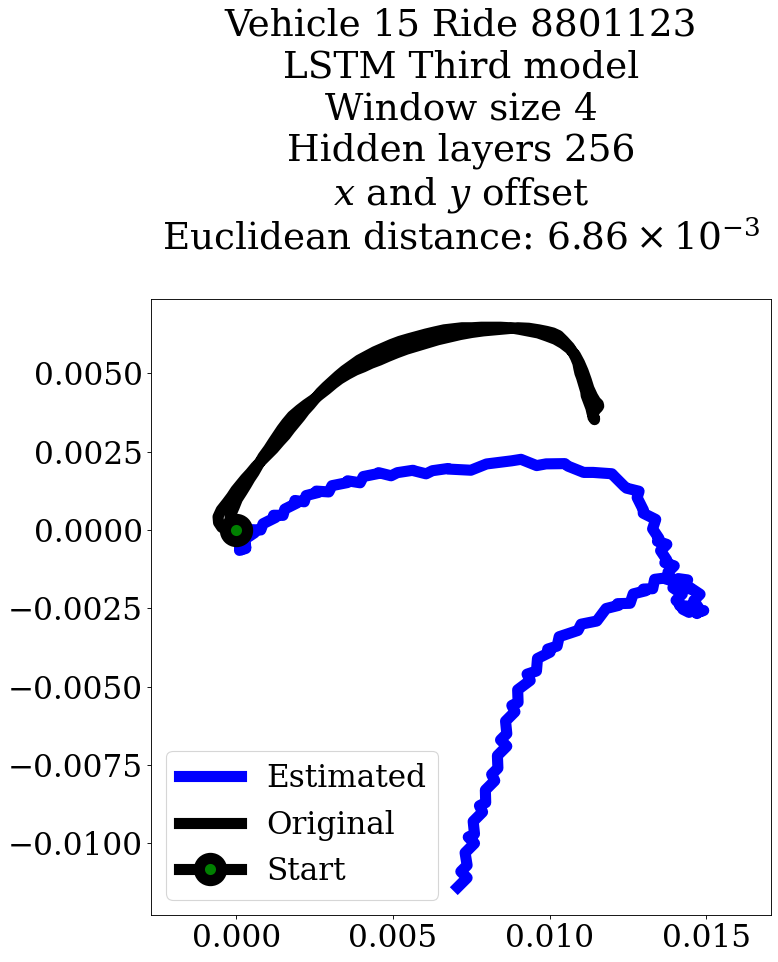 Vehicle 15 Ride 8801123
LSTM Third model
Window size 4
Hidden layers 256
x and y offset
Euclidean distance: 6.86 × 10⁻³
0.0050
0.0025
0.0000
−0.0025
−0.0050
−0.0075
−0.0100
Estimated
Original
Start
0.000 0.005 0.010 0.015